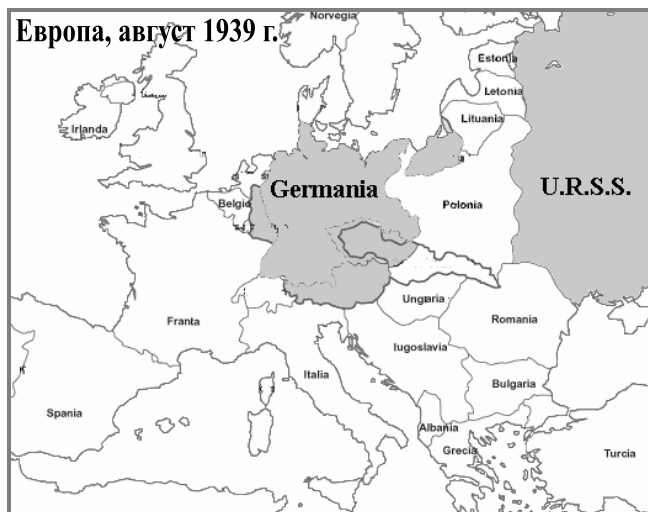 Европа, август 1939 г.
Norvegia
Estonia
Letonia
Lituania
Irlanda
Germania
U.R.S.S.
Belgia
Polonia
Ungaria
Franta
Romania
Iugoslavia
Italia
Bulgaria
Spania
Albania
Grecia
Turcia